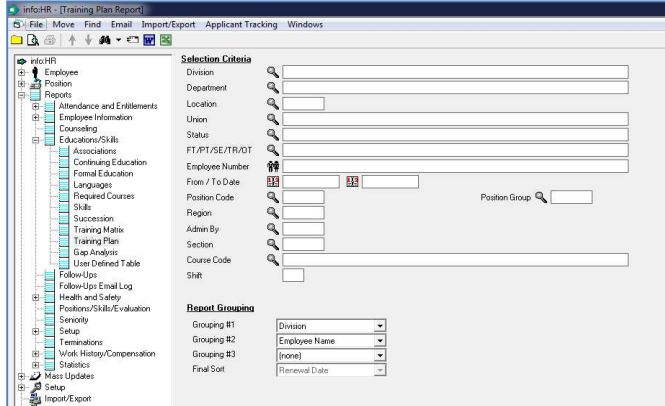 info:HR - [Training Plan Report]
File Move Find Email Import/Export Applicant Tracking Windows
info:HR
Employee
Position
Reports
Attendance and Entitlements
Employee Information
Counseling
Educations/Skills
Associations
Continuing Education
Formal Education
Languages
Required Courses
Skills
Succession
Training Matrix
Training Plan
Gap Analysis
User Defined Table
Follow-Ups
Follow-Ups Email Log
Health and Safety
Positions/Skills/Evaluation
Seniority
Setup
Terminations
Work History/Compensation
Statistics
Mass Updates
Setup
Import/Export
Selection Criteria
Division
Department
Location
Union
Status
FT/PT/SE/TR/OT
Employee Number
From / To Date
Position Code Position Group
Region
Admin By
Section
Course Code
Shift
Report Grouping
Grouping #1 Division
Grouping #2 Employee Name
Grouping #3 (none)
Final Sort Renewal Date